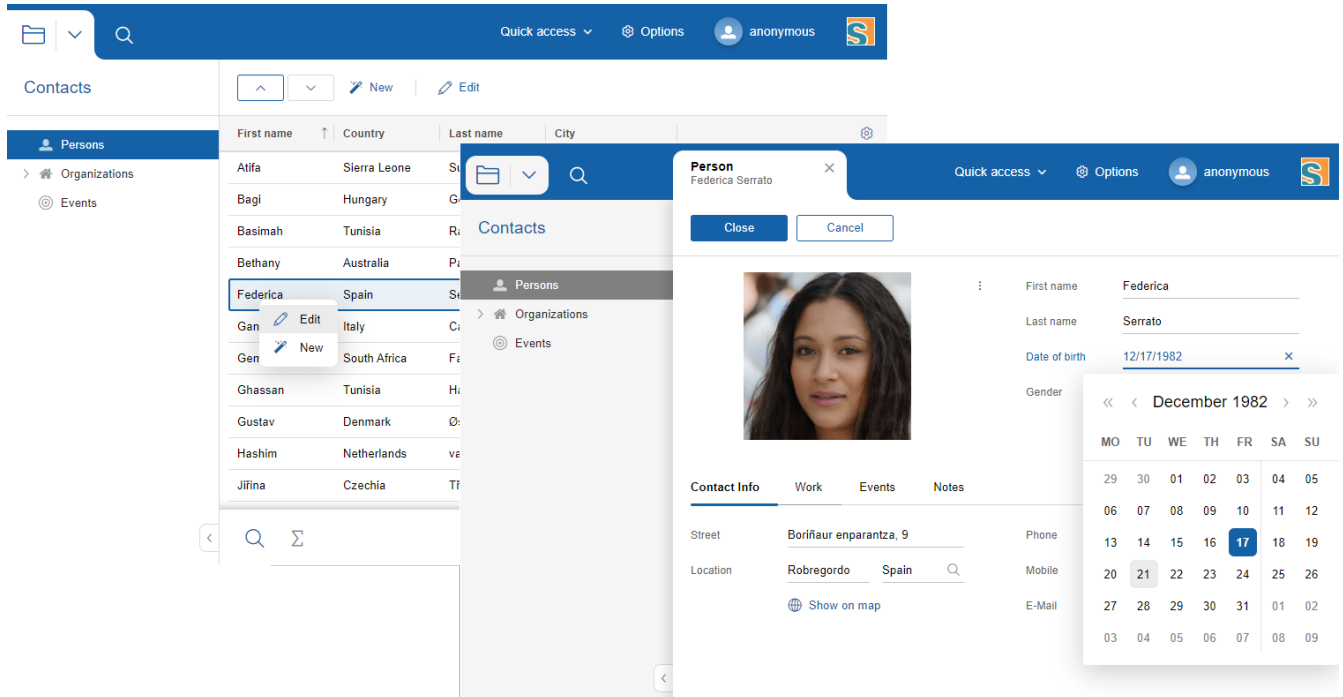 Quick access Options anonymous S
Contacts New Edit
First name Country Last name City
Persons
Organizations
Events
Atifa Sierra Leone
Bagi Hungary
Basimah Tunisia
Bethany Australia
Federica Spain
Italy
South Africa
Ghassan Tunisia
Gustav Denmark
Hashim Netherlands
Jiřina Czechia
Edit
New
Σ
Person
Federica Serrato
Quick access Options anonymous S
Contacts
Persons
Organizations
Events
Close Cancel
First name Federica
Last name Serrato
Date of birth 12/17/1982
Gender
December 1982
MO TU WE TH FR SA SU
29 30 01 02 03 04 05
06 07 08 09 10 11 12
13 14 15 16 17 18 19
20 21 22 23 24 25 26
27 28 29 30 31 01 02
03 04 05 06 07 08 09
Contact Info Work Events Notes
Street Boriñaur enparantza, 9 Phone
Location Robregordo Spain Mobile
Show on map E-Mail